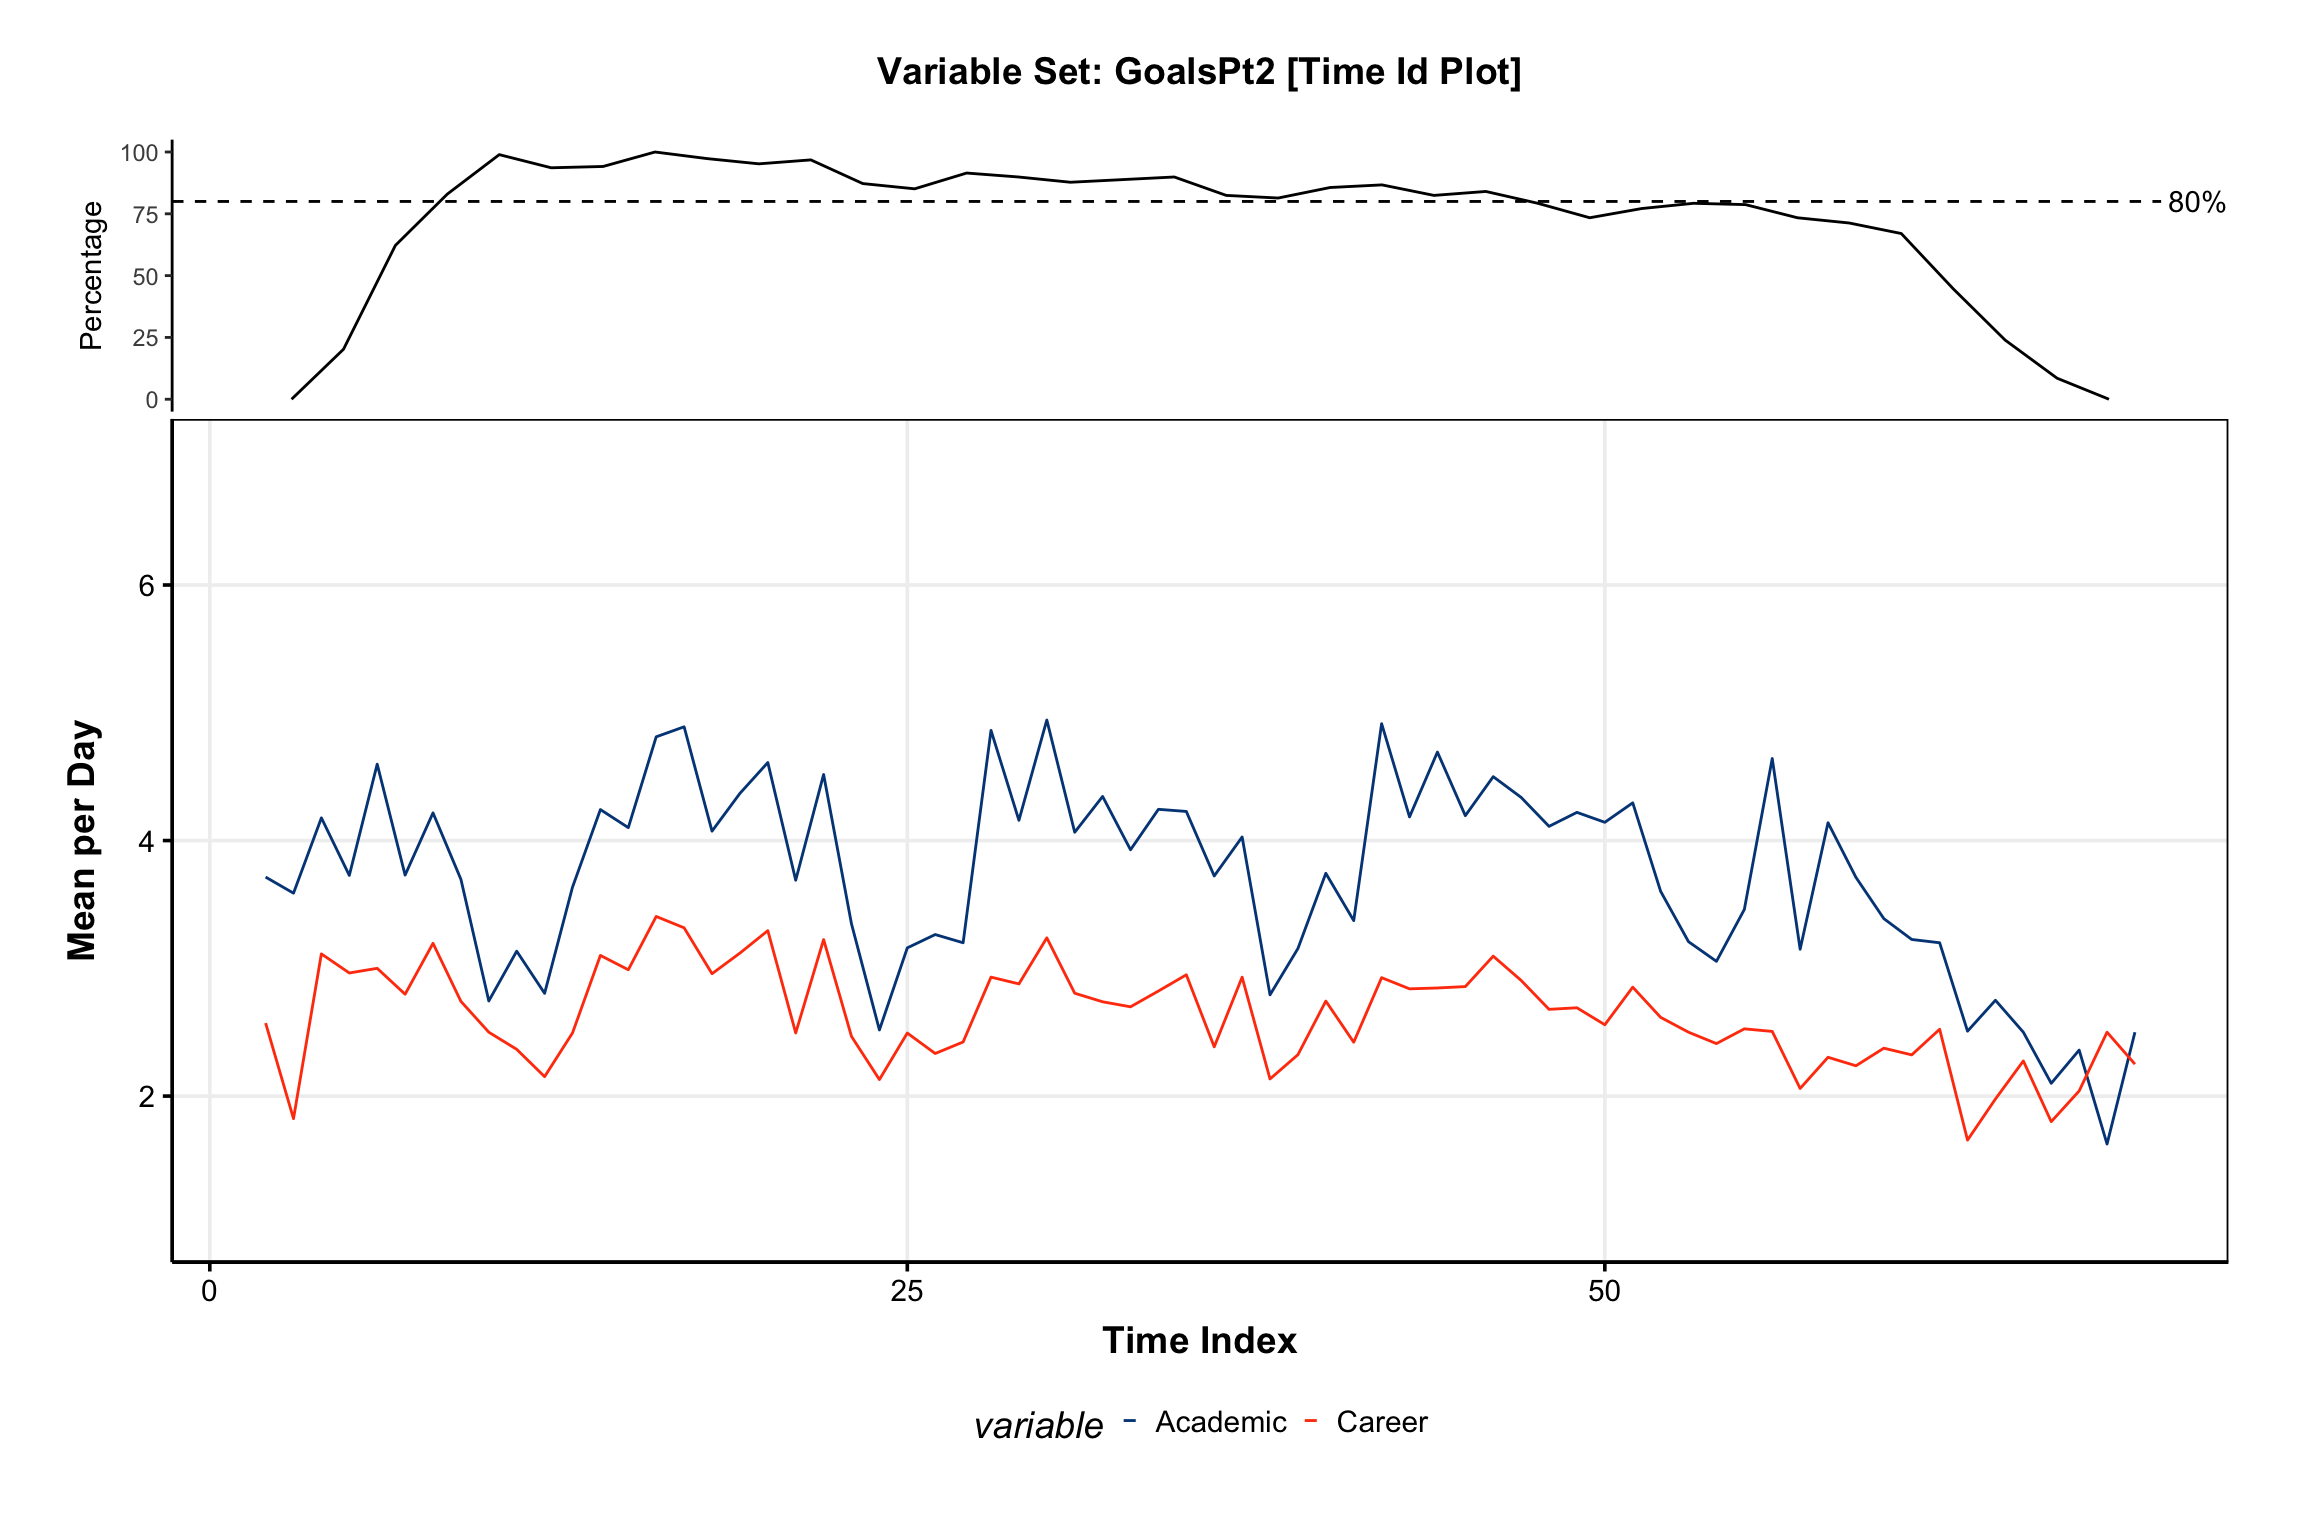 Variable Set: GoalsPt2 [Time Id Plot]
Percentage
100
75
50
25
0
80%
Mean per Day
6
4
2
0
25
50
Time Index
variable
Academic
Career